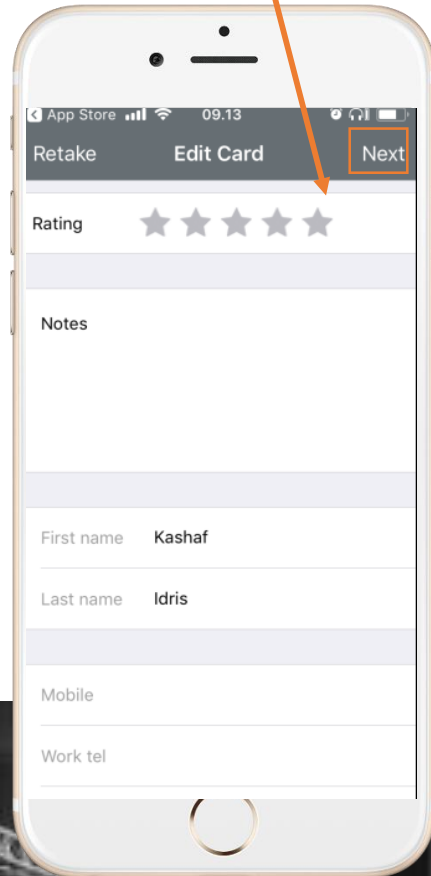 App Store 09.13
Retake Edit Card Next
Rating
Notes
First name Kashaf
Last name Idris
Mobile
Work tel